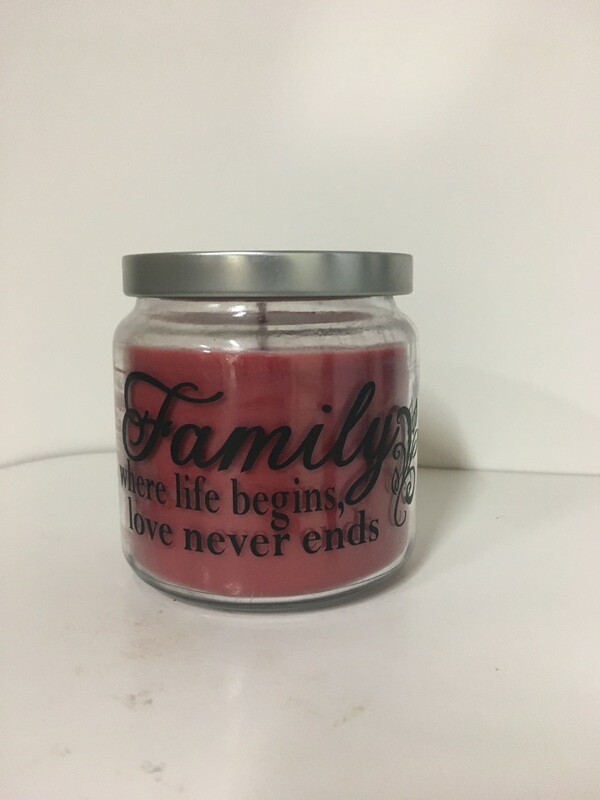 Family
where life begins,
love never ends